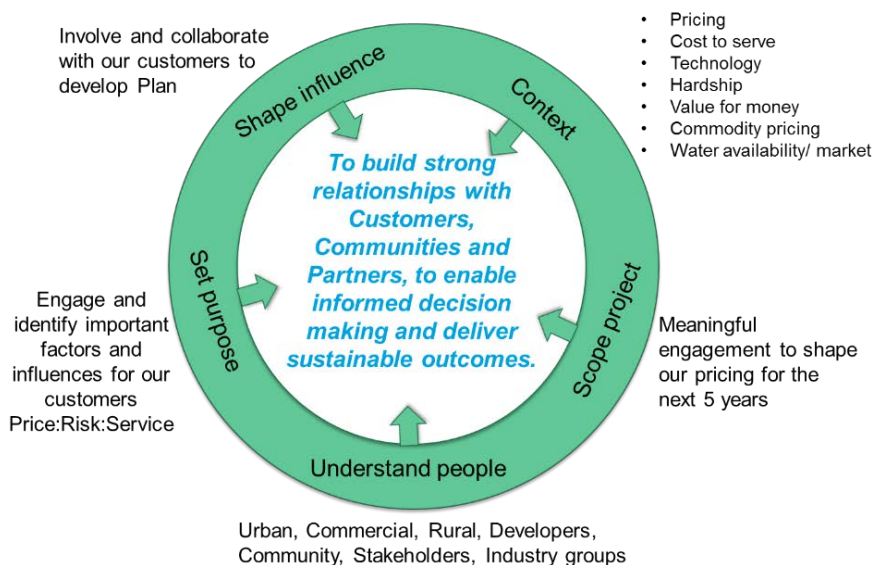 Involve and collaborate
with our customers to
develop Plan
Shape influence
Context
• Pricing
• Cost to serve
• Technology
• Hardship
• Value for money
• Commodity pricing
• Water availability/ market
To build strong
relationships with
Customers,
Communities and
Partners, to enable
informed decision
making and deliver
sustainable outcomes.
Set purpose
Engage and
identify important
factors and
influences for our
customers
Price:Risk:Service
Scope project
Meaningful
engagement to shape
our pricing for the
next 5 years
Understand people
Urban, Commercial, Rural, Developers,
Community, Stakeholders, Industry groups